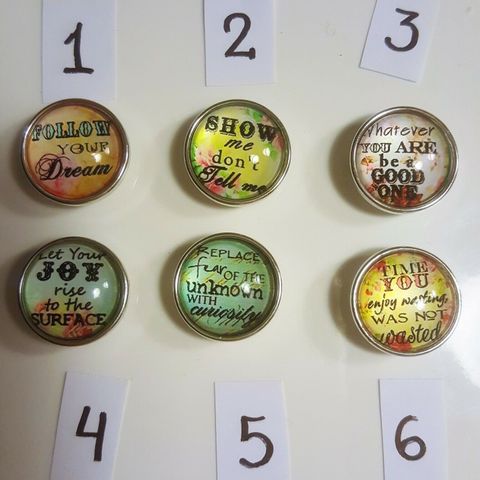 1
2
3
FOLLOW
YOUR
Dream
SHOW
me
don't
Tell me
Whatever
YOU ARE
be a
GOOD
ONE
Let Your
JOY
rise
to the
SURFACE
REPLACE
fear OF THE
unknown
WITH
curiosity
TIME
YOU
enjoy wasting,
WAS NOT
wasted
4
5
6